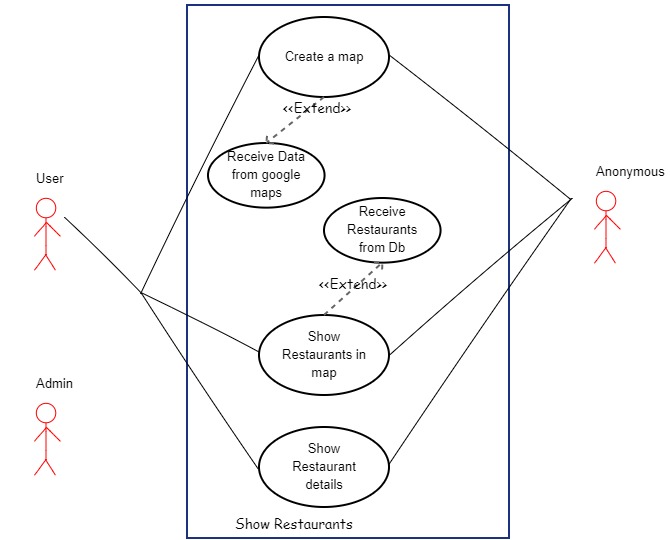 Create a map
<<Extend>>
Receive Data
from google
maps
User
Anonymous
Receive
Restaurants
from Db
<<Extend>>
Show
Restaurants in
map
Admin
Show
Restaurant
details
Show Restaurants